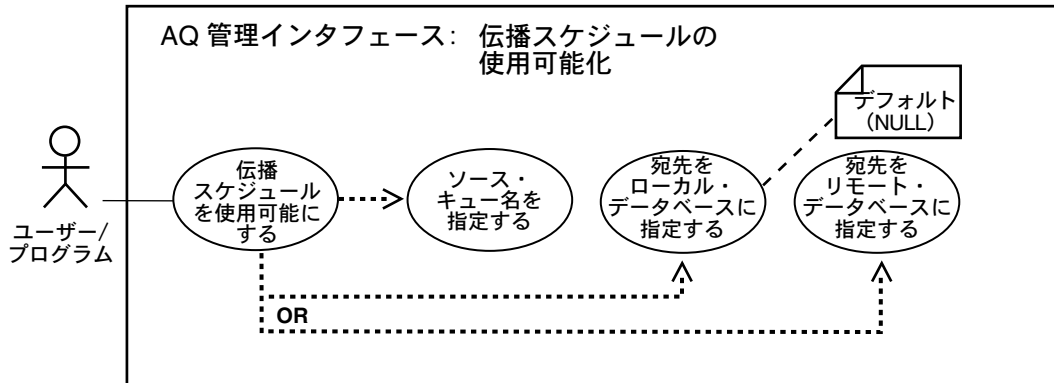 AQ 管理インタフェース: 伝播スケジュールの
使用可能化
デフォルト
(NULL)
ユーザー/
プログラム
伝播
スケジュール
を使用可能に
する
ソース・
キュー名を
指定する
宛先を
ローカル・
データベースに
指定する
宛先を
リモート・
データベースに
指定する
OR